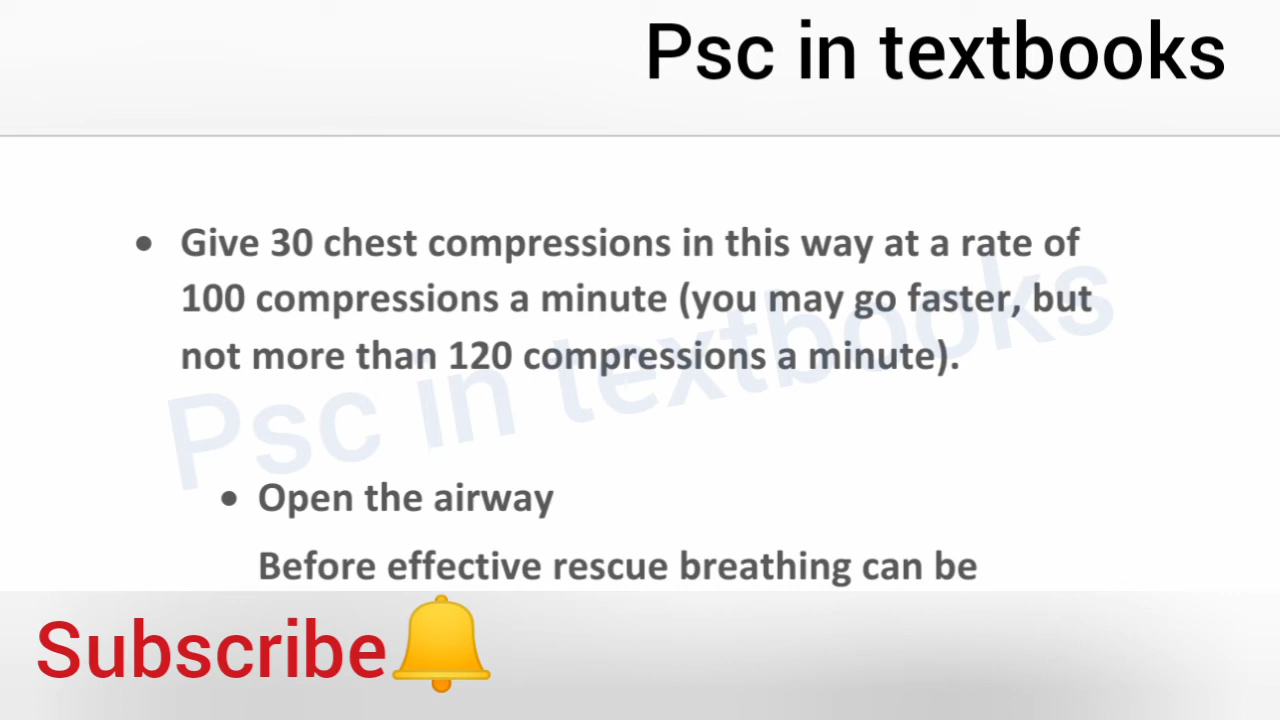 Psc in textbooks
• Give 30 chest compressions in this way at a rate of
100 compressions a minute (you may go faster, but
not more than 120 compressions a minute).
Psc in textbooks
• Open the airway
Before effective rescue breathing can be
Subscribe